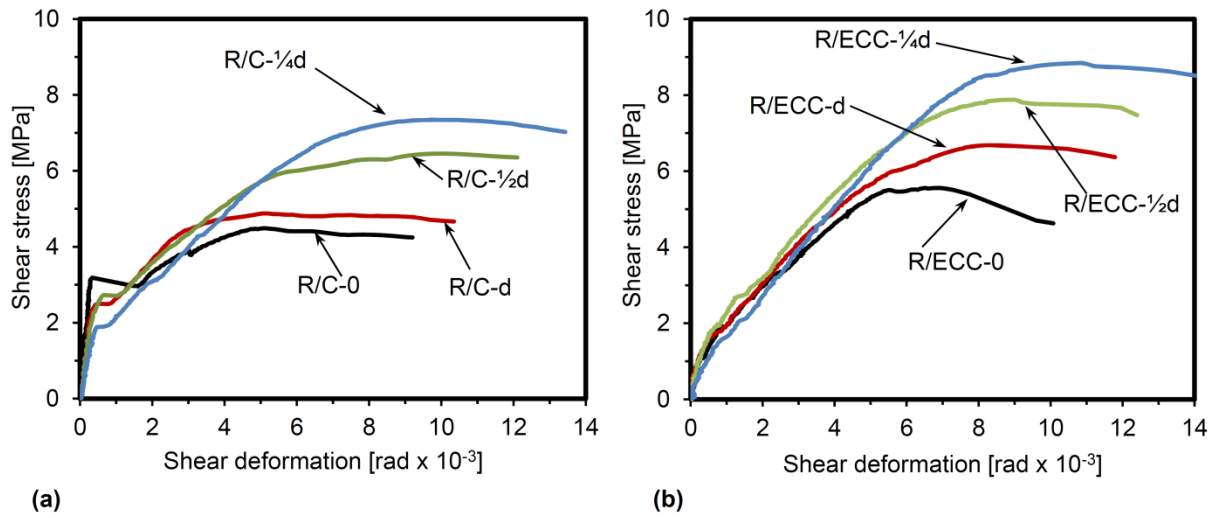 10
8
6
4
2
0
Shear stress [MPa]
R/C-¼d
R/C-½d
R/C-0
R/C-d
0 2 4 6 8 10 12 14
Shear deformation [rad x 10⁻³]
(a)
10
8
6
4
2
0
Shear stress [MPa]
R/ECC-¼d
R/ECC-d
R/ECC-½d
R/ECC-0
0 2 4 6 8 10 12 14
Shear deformation [rad x 10⁻³]
(b)